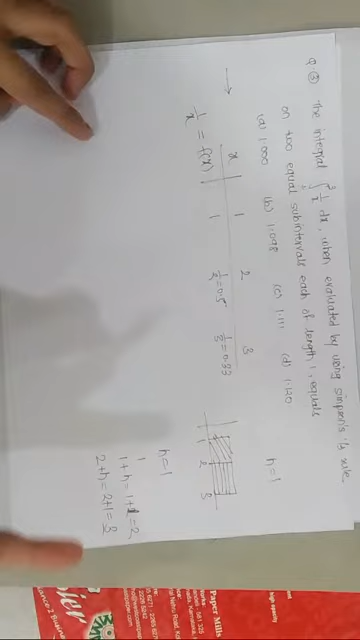 Q ③ The integral ∫₁³ 1/x dx, when evaluated by using simpson's 1/3 rule
on two equal subintervals each of length 1, equals
(a) 1.000 (b) 1.098 (c) 1.111 (d) 1.120
→
x 1 2 3
1/x = f(x) 1 1/2 = 0.5 1/3 = 0.33
h=1
1 2 3
h=1
1
1+h=1+1=2
2+h=2+1=3
Paper Mills